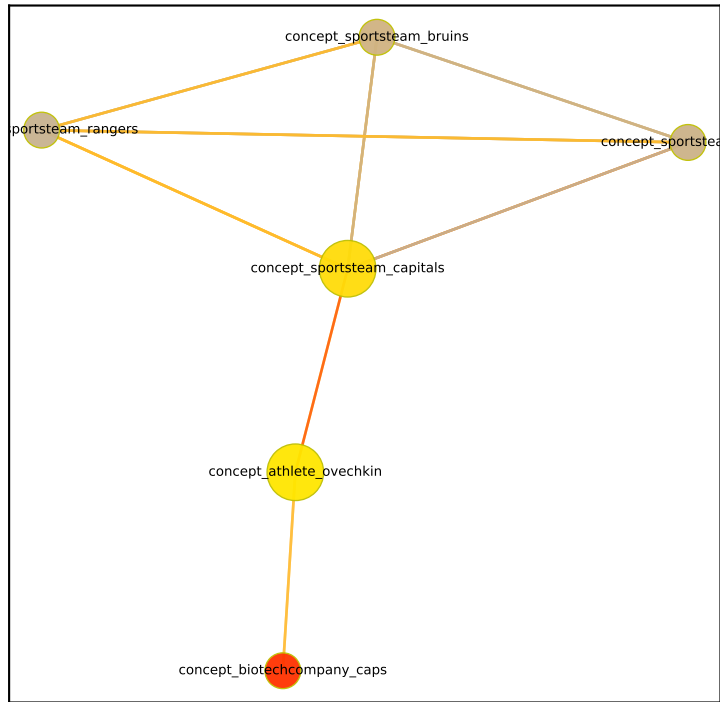 concept_sportsteam_bruins
sportsteam_rangers
concept_sportstea
concept_sportsteam_capitals
concept_athlete_ovechkin
concept_biotechcompany_caps